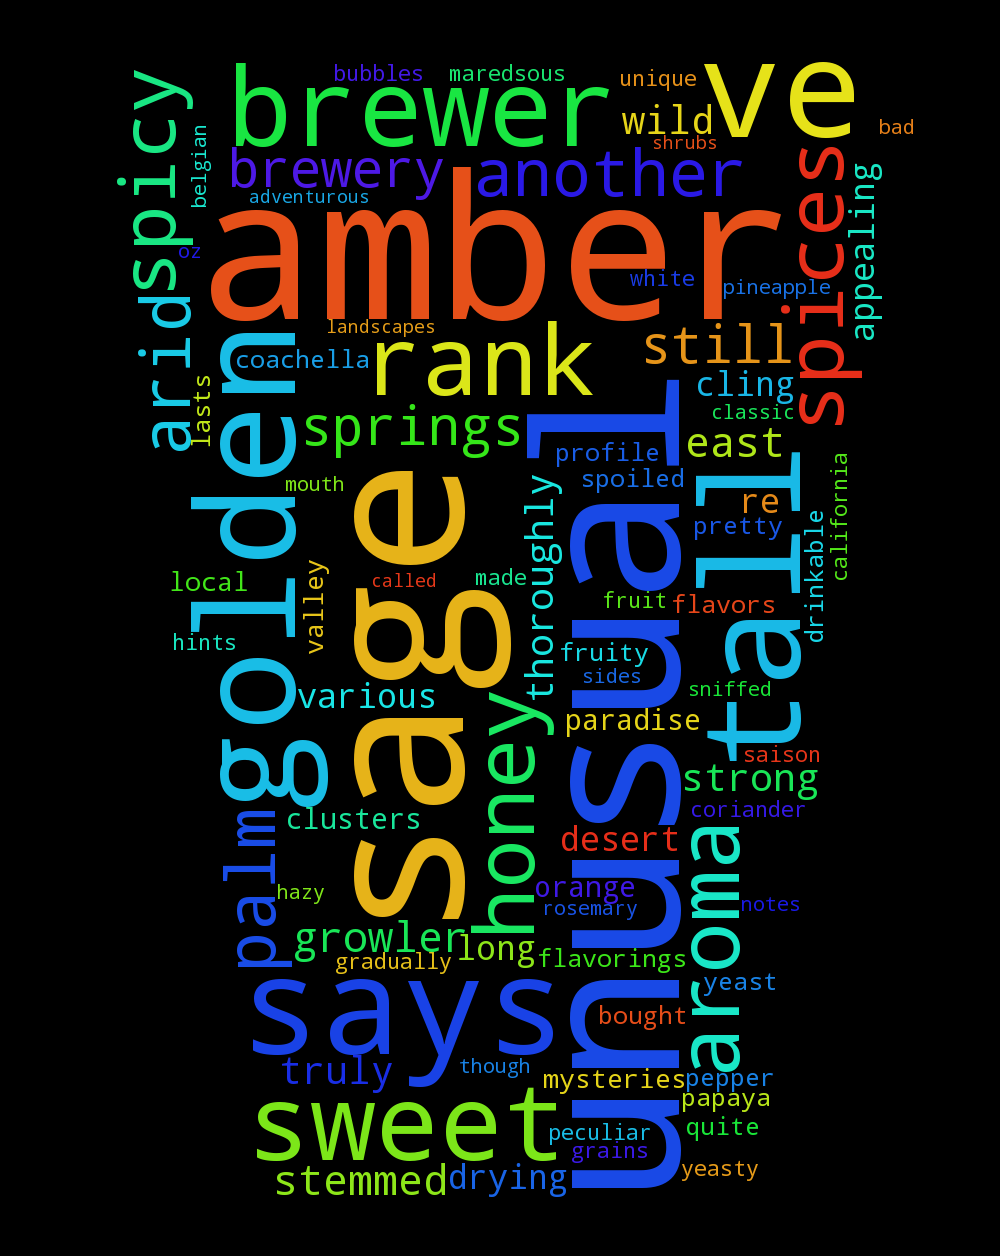 bubbles
maredsous
unique
brewer
ve
wild
bad
spicy
belgian
shrubs
brewery
another
spices
adventurous
appealing
oz
amber
white
pineapple
arid
landscapes
golden
coachella
rank
still
cling
lasts
classic
springs
east
unusual
profile
spoiled
sage
mouth
thoroughly
tall
re
pretty
drinkable
california
local
valley
called
made
fruit
flavors
hints
fruity
sides
sniffed
various
honey
paradise
saison
strong
palm
clusters
coriander
desert
aroma
hazy
orange
rosemary
notes
growler
long
gradually
flavorings
yeast
says
bought
truly
though
mysteries
pepper
papaya
sweet
peculiar
quite
grains
stemmed
drying
yeasty